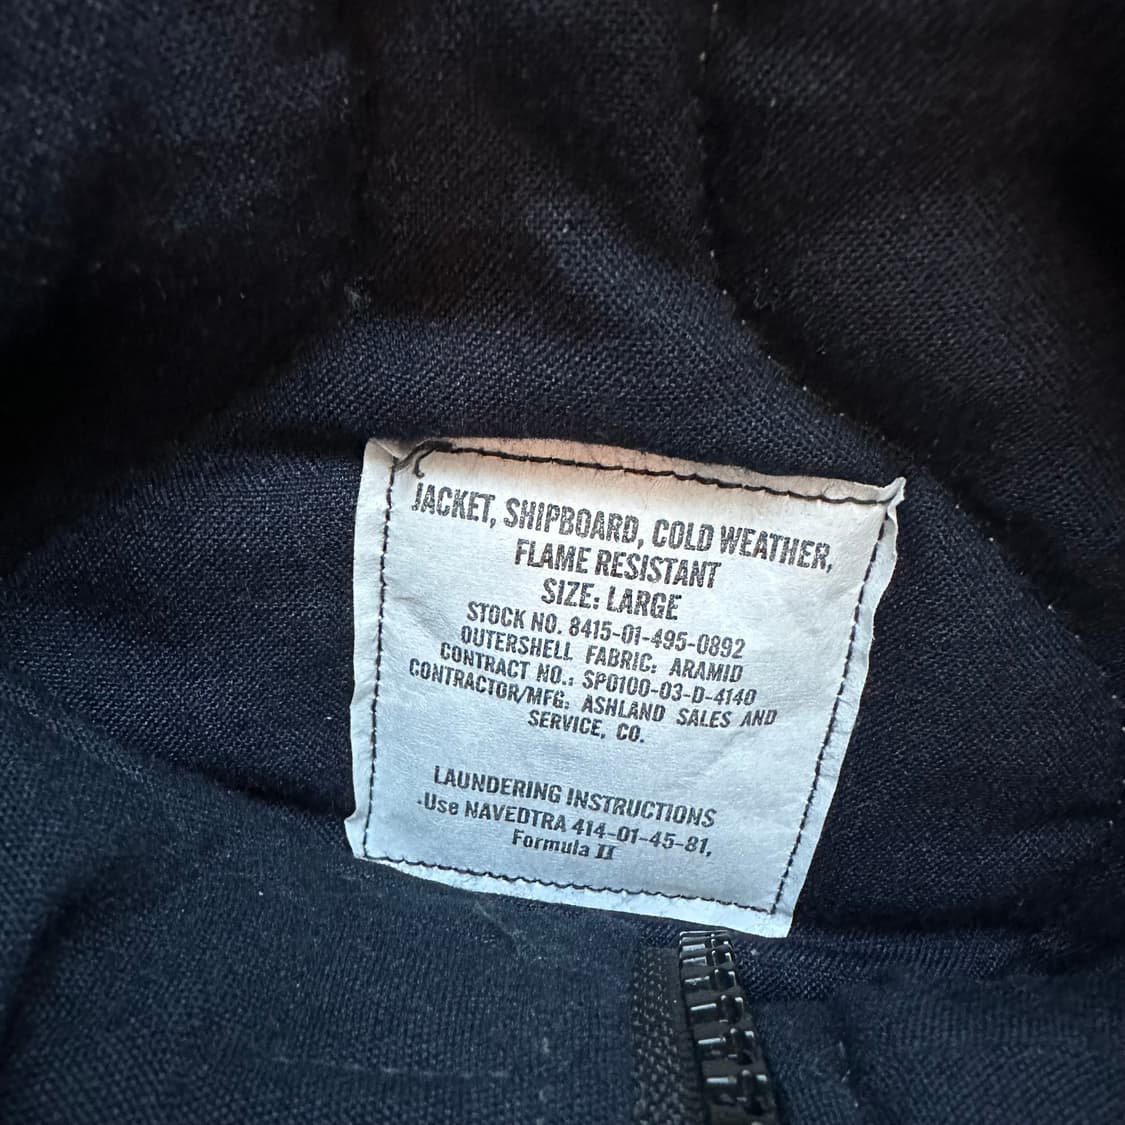 JACKET, SHIPBOARD, COLD WEATHER,
FLAME RESISTANT
SIZE: LARGE
STOCK NO. 8415-01-495-0892
OUTERSHELL FABRIC: ARAMID
CONTRACT NO.: SP0100-03-D-4140
CONTRACTOR/MFG: ASHLAND SALES AND
SERVICE, CO.
LAUNDERING INSTRUCTIONS
-Use NAVEDTRA 414-01-45-81,
Formula II